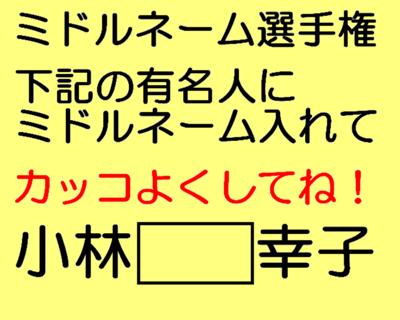 ミドルネーム選手権
下記の有名人に
ミドルネーム入れて
カッコよくしてね！
小林 幸子